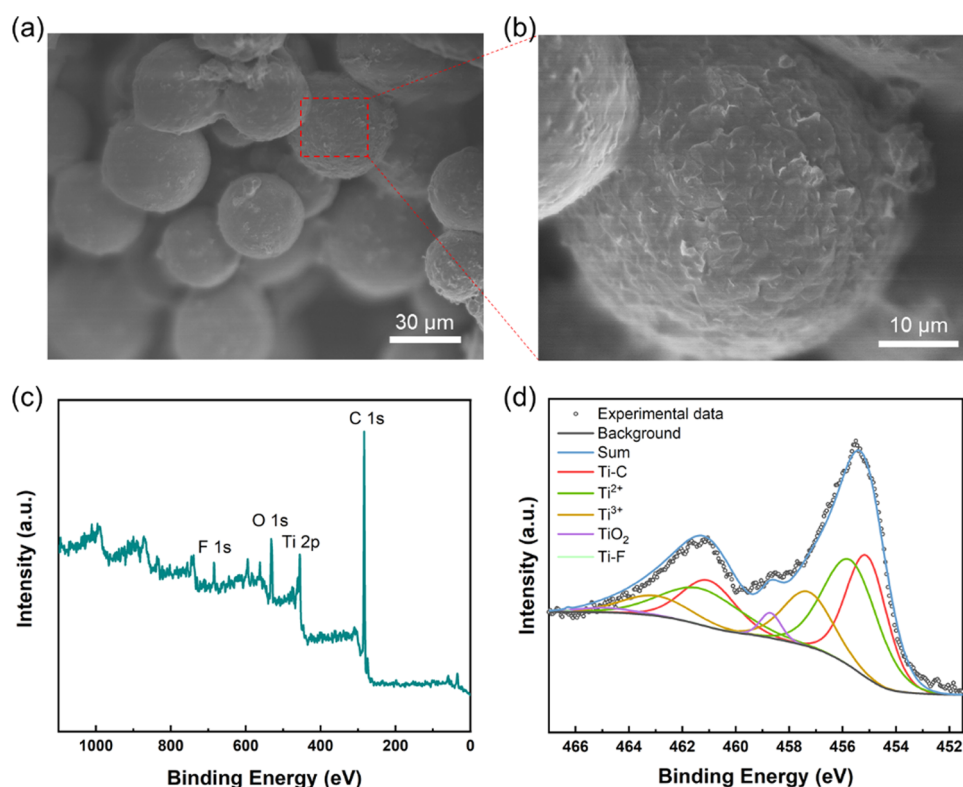 (a)
30 μm
(b)
10 μm
(c)
C 1s
O 1s
Ti 2p
F 1s
Intensity (a.u.)
1000 800 600 400 200 0
Binding Energy (eV)
(d)
Experimental data
Background
Sum
Ti-C
Ti²⁺
Ti³⁺
TiO₂
Ti-F
Intensity (a.u.)
466 464 462 460 458 456 454 452
Binding Energy (eV)